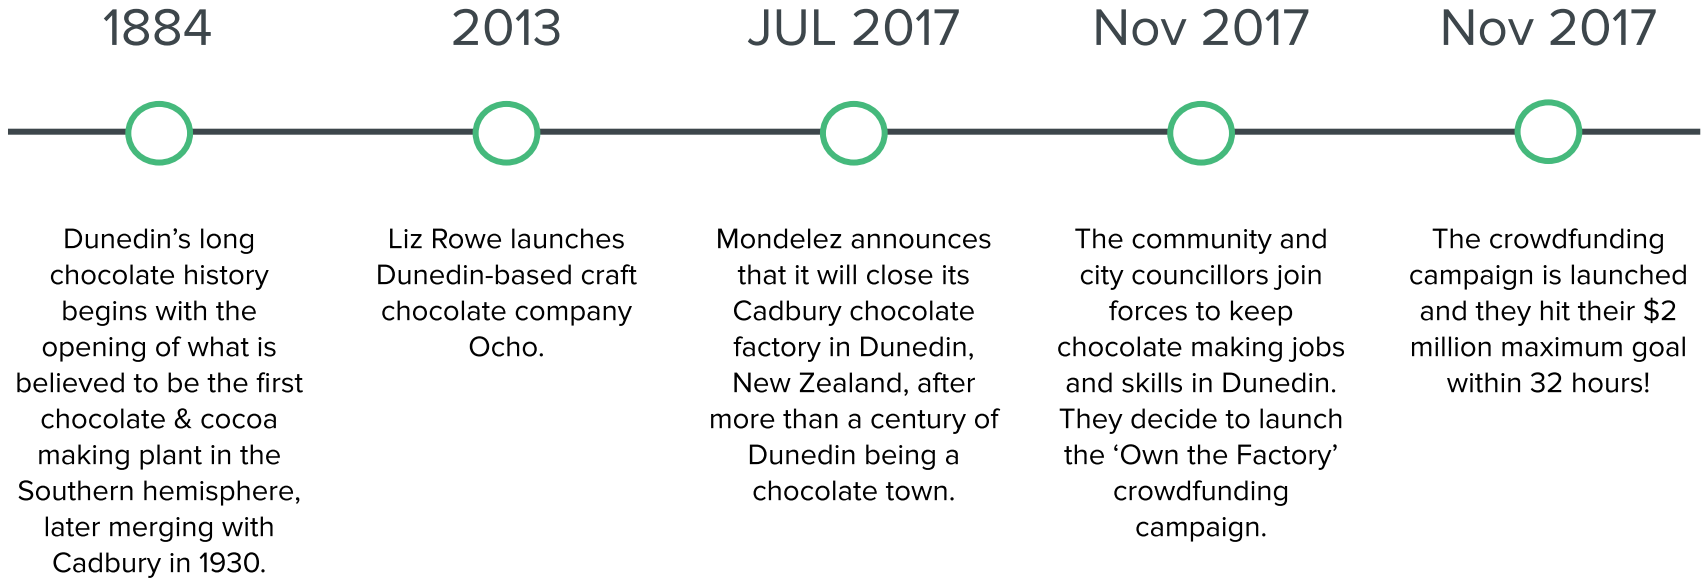 1884
Dunedin’s long
chocolate history
begins with the
opening of what is
believed to be the first
chocolate & cocoa
making plant in the
Southern hemisphere,
later merging with
Cadbury in 1930.
2013
Liz Rowe launches
Dunedin-based craft
chocolate company
Ocho.
JUL 2017
Mondelez announces
that it will close its
Cadbury chocolate
factory in Dunedin,
New Zealand, after
more than a century of
Dunedin being a
chocolate town.
Nov 2017
The community and
city councillors join
forces to keep
chocolate making jobs
and skills in Dunedin.
They decide to launch
the ‘Own the Factory’
crowdfunding
campaign.
Nov 2017
The crowdfunding
campaign is launched
and they hit their $2
million maximum goal
within 32 hours!